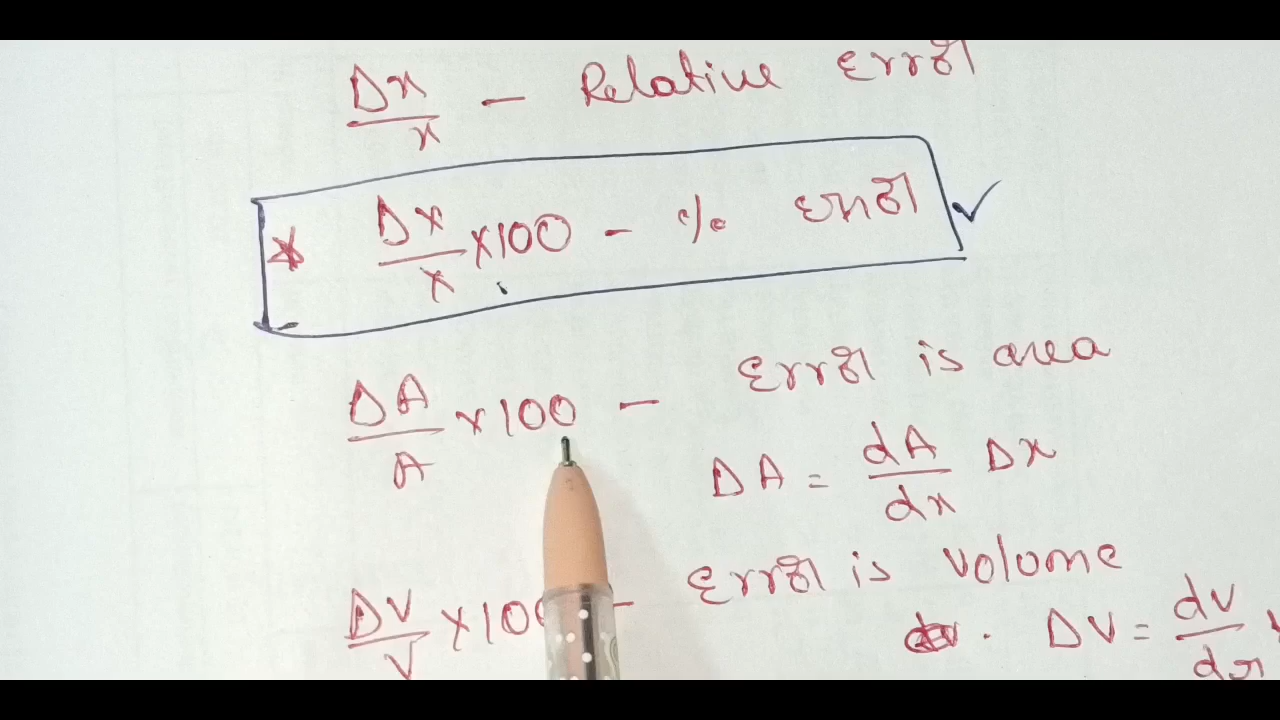 Δx/x - Relative Error
* Δx/x ×100 - % Error ✓
ΔA/A ×100 - Error is area
ΔA = dA/dx Δx
ΔV/V ×100 - Error is volume
ΔV = dv/dx